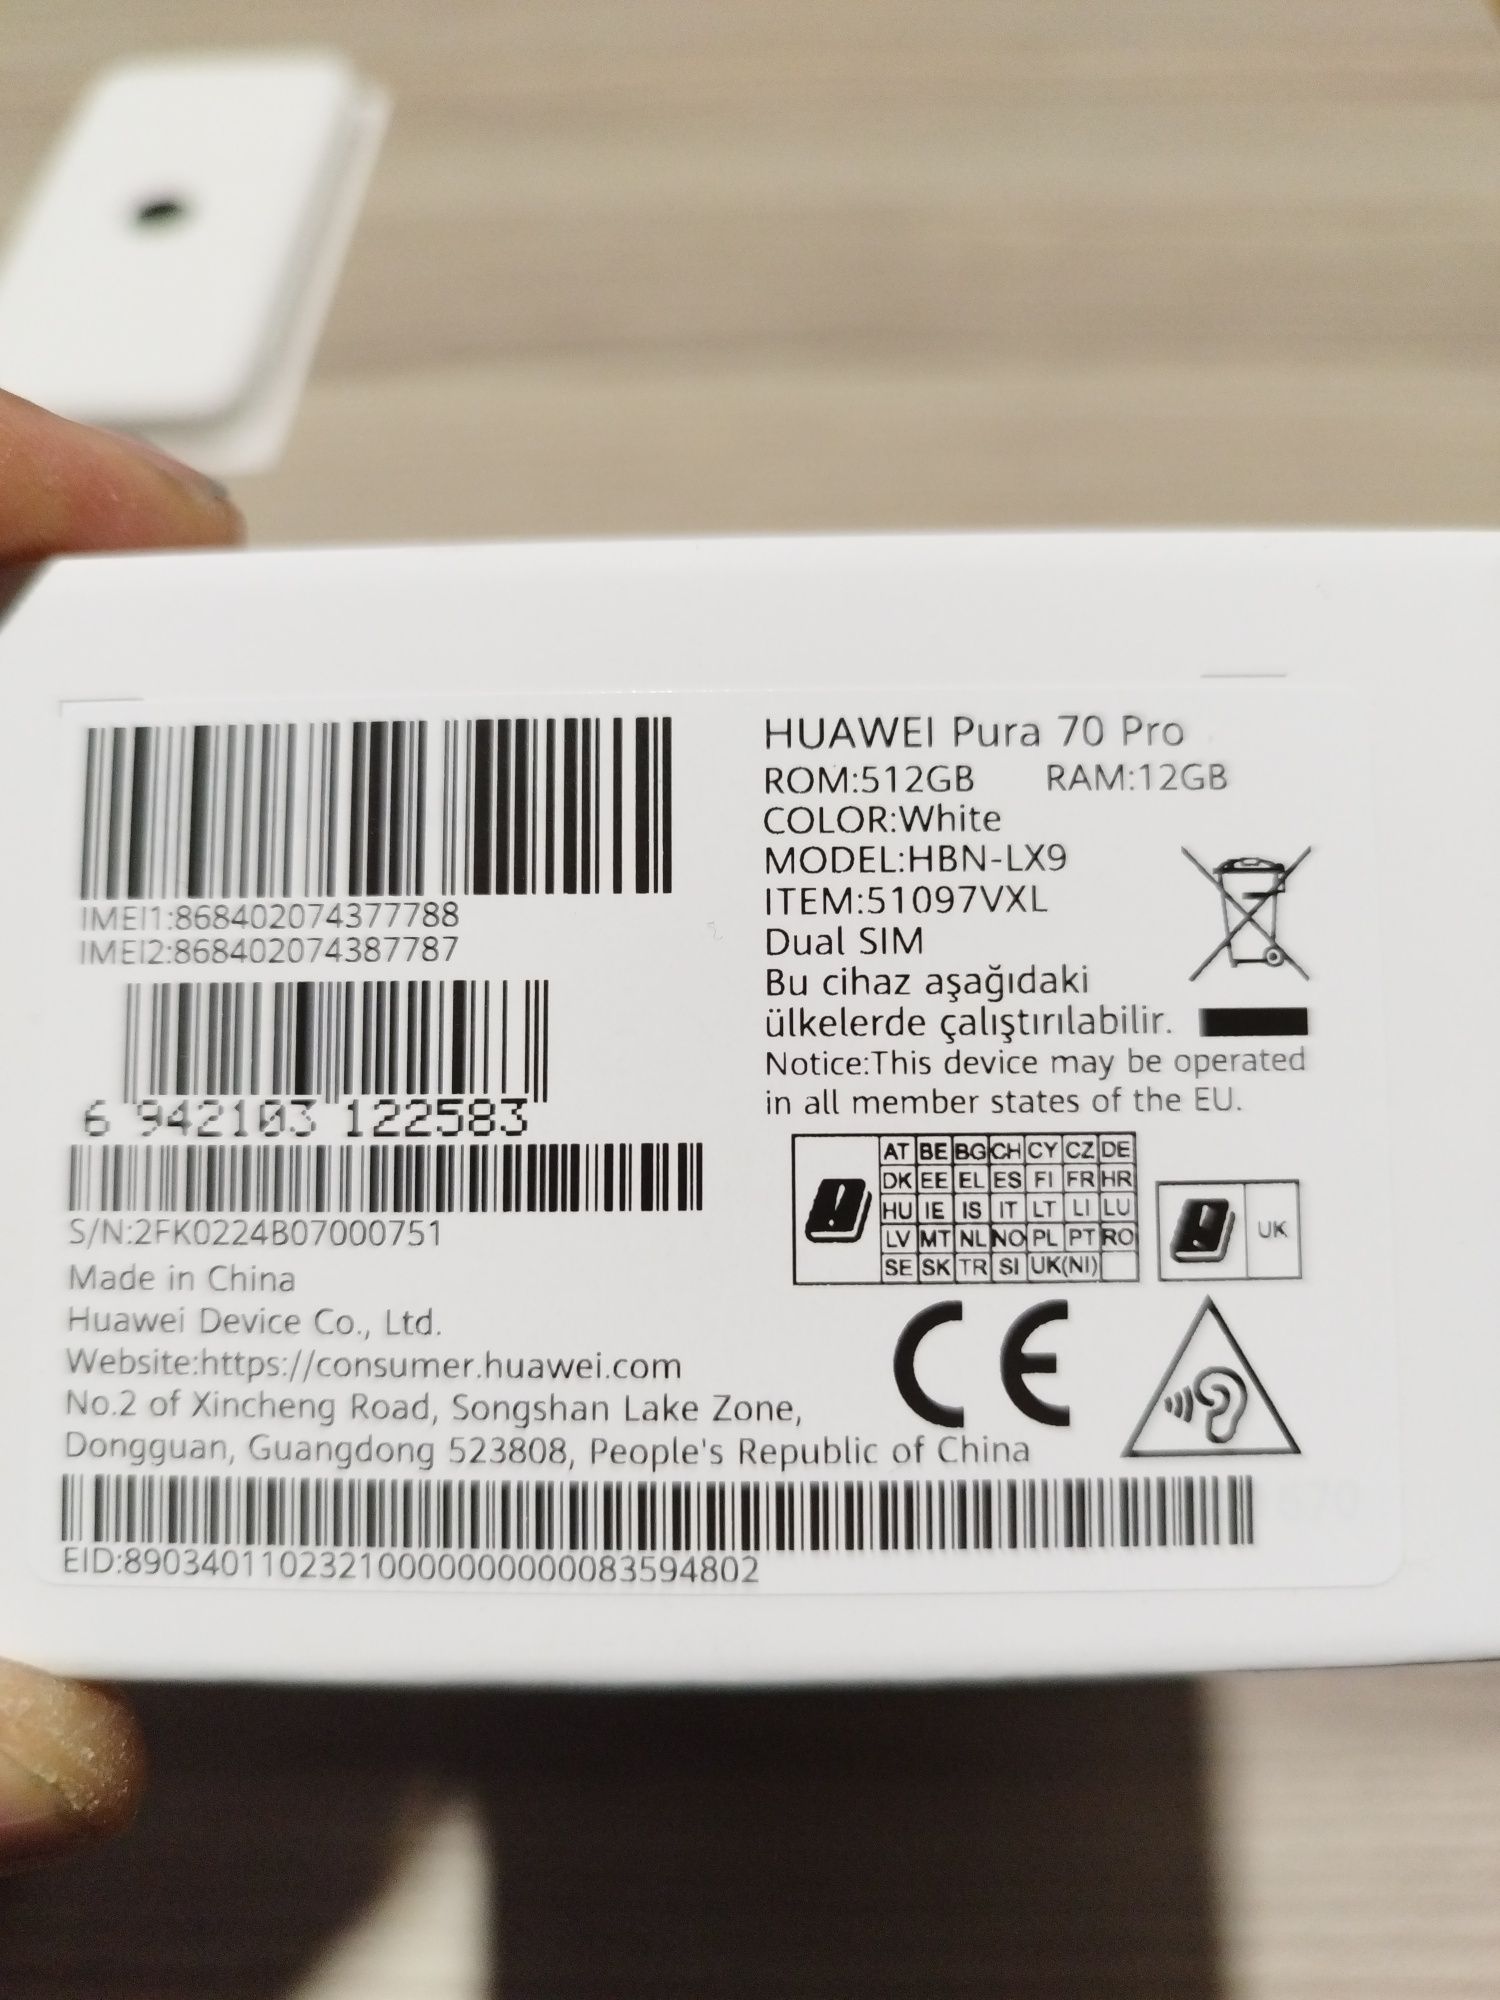 IMEI1:868402074377788
IMEI2:868402074387787
6 942103 122583
S/N:2FK0224B07000751
Made in China
Huawei Device Co., Ltd.
Website:https://consumer.huawei.com
No.2 of Xincheng Road, Songshan Lake Zone,
Dongguan, Guangdong 523808, People's Republic of China
EID:89034011023210000000000083594802
HUAWEI Pura 70 Pro
ROM:512GB RAM:12GB
COLOR:White
MODEL:HBN-LX9
ITEM:51097VXL
Dual SIM
Bu cihaz aşağıdaki
ülkelerde çalıştırılabilir.
Notice:This device may be operated
in all member states of the EU.
AT BE BG CH CY CZ DE
DK EE EL ES FI FR HR
HU IE IS IT LT LI LU
LV MT NL NO PL PT RO
SE SK TR SI UK(NI)
UK
CE